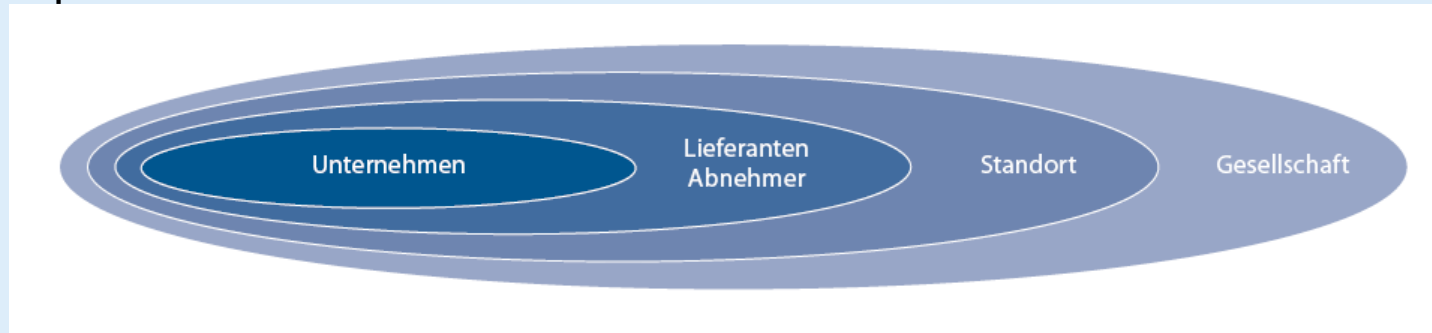 Unternehmen
Lieferanten
Abnehmer
Standort
Gesellschaft